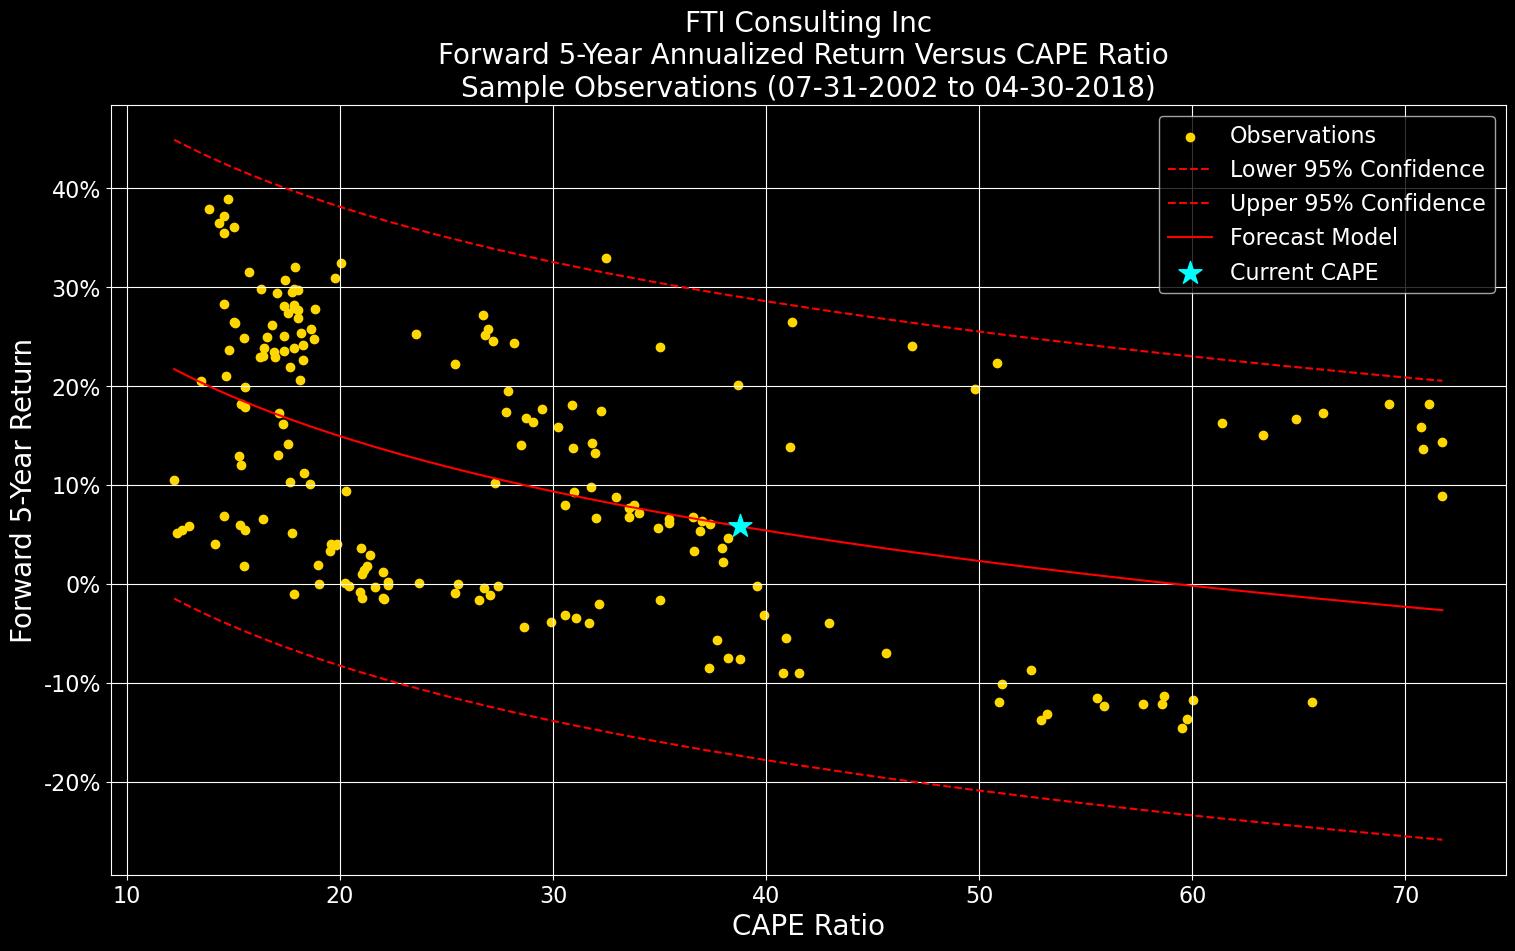 FTI Consulting Inc
Forward 5-Year Annualized Return Versus CAPE Ratio
Sample Observations (07-31-2002 to 04-30-2018)
Observations
Lower 95% Confidence
Upper 95% Confidence
Forecast Model
Current CAPE
Forward 5-Year Return
40%
30%
20%
10%
0%
-10%
-20%
10 20 30 40 50 60 70
CAPE Ratio